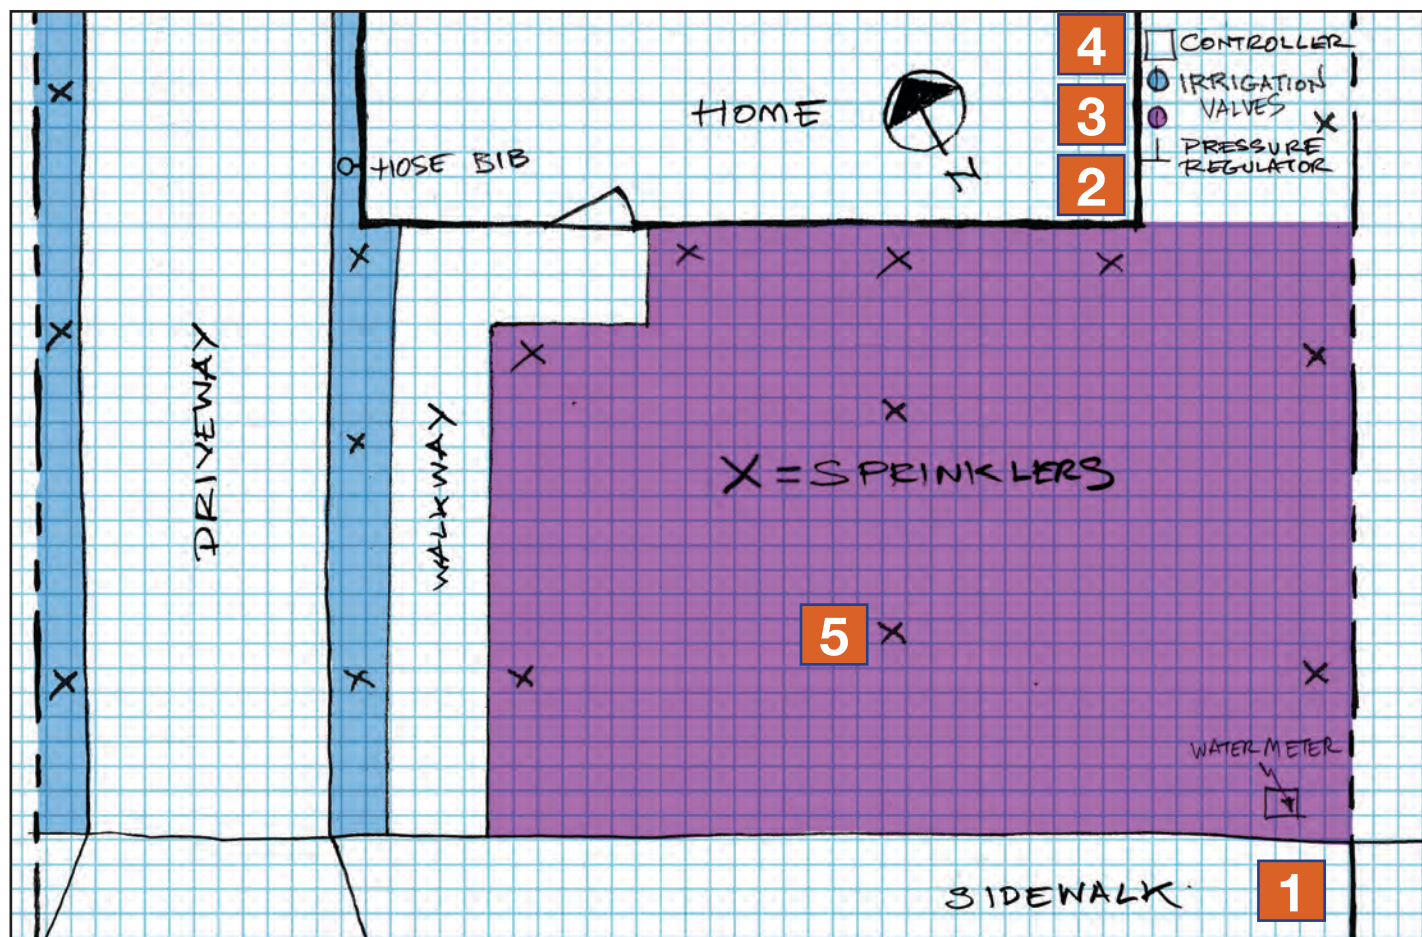 4
CONTROLLER
HOME
3
IRRIGATION
VALVES
HOSE BIB
N
2
PRESSURE
REGULATOR
DRIVEWAY
WALKWAY
X = SPRINKLERS
5
WATER METER
SIDEWALK
1